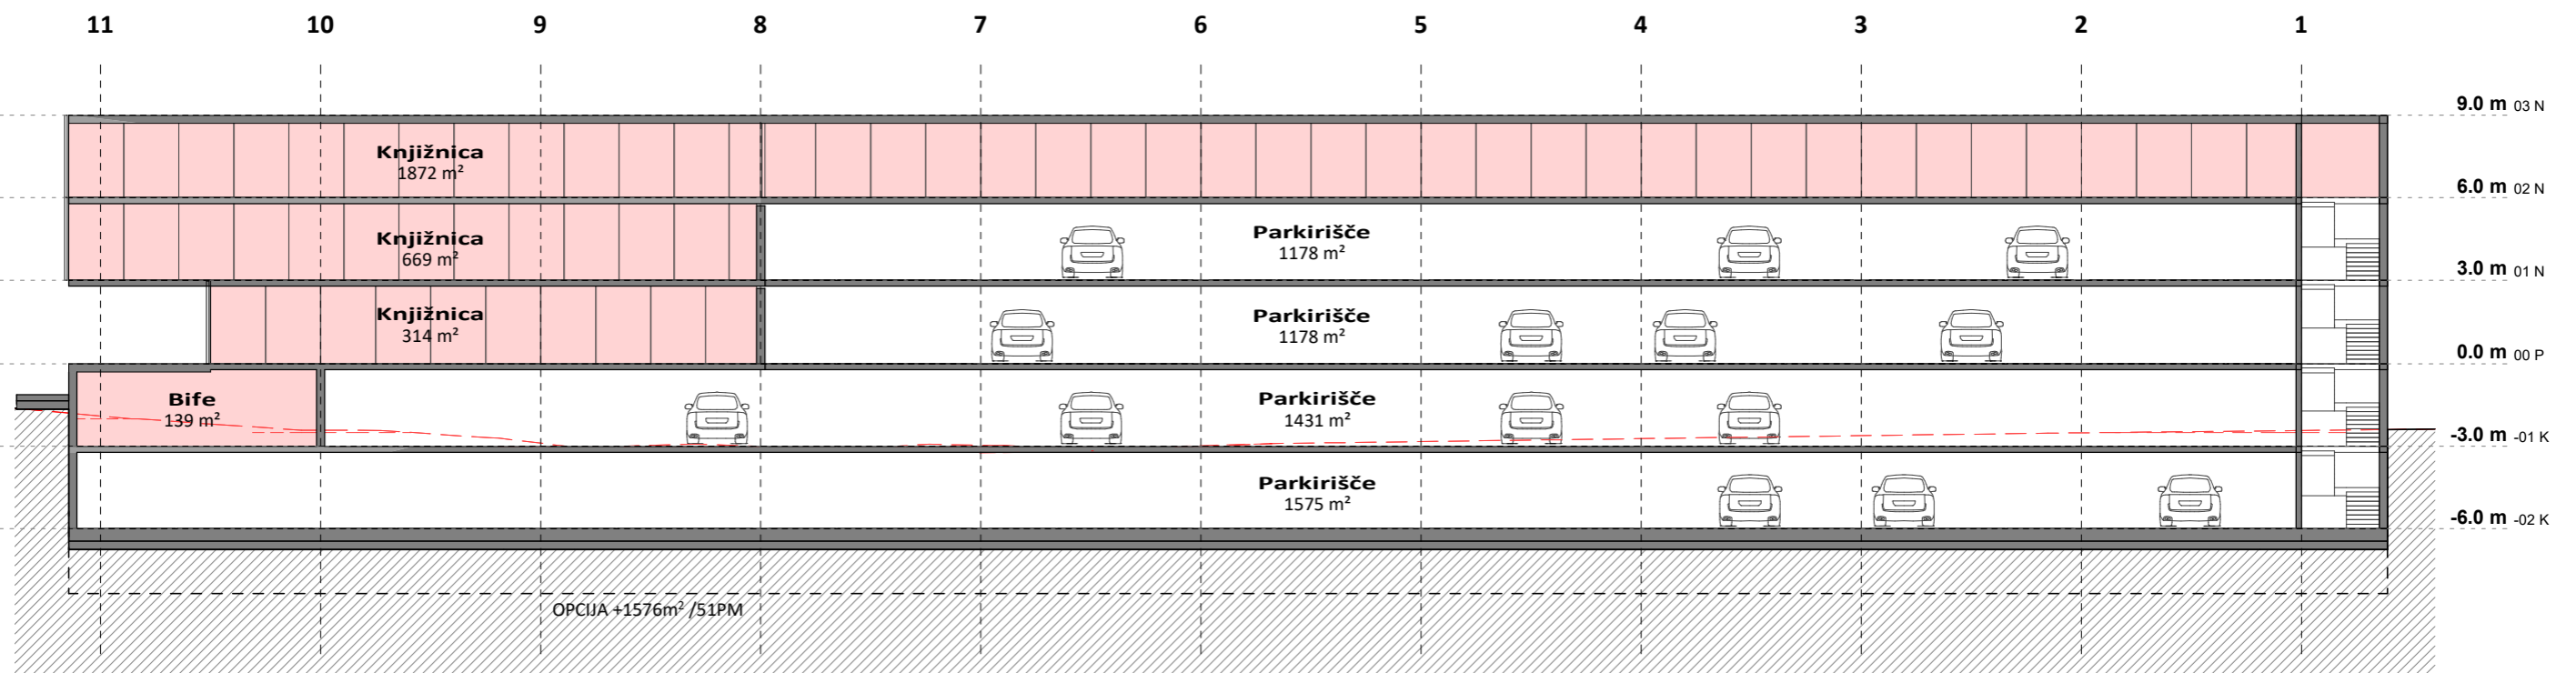 11 10 9 8 7 6 5 4 3 2 1
9.0 m 03 N
Knjižnica
1872 m²
6.0 m 02 N
Knjižnica
669 m²
Parkirišče
1178 m²
3.0 m 01 N
Knjižnica
314 m²
Parkirišče
1178 m²
0.0 m 00 P
Bife
139 m²
Parkirišče
1431 m²
-3.0 m -01 K
Parkirišče
1575 m²
-6.0 m -02 K
OPCIJA +1576m² /51PM